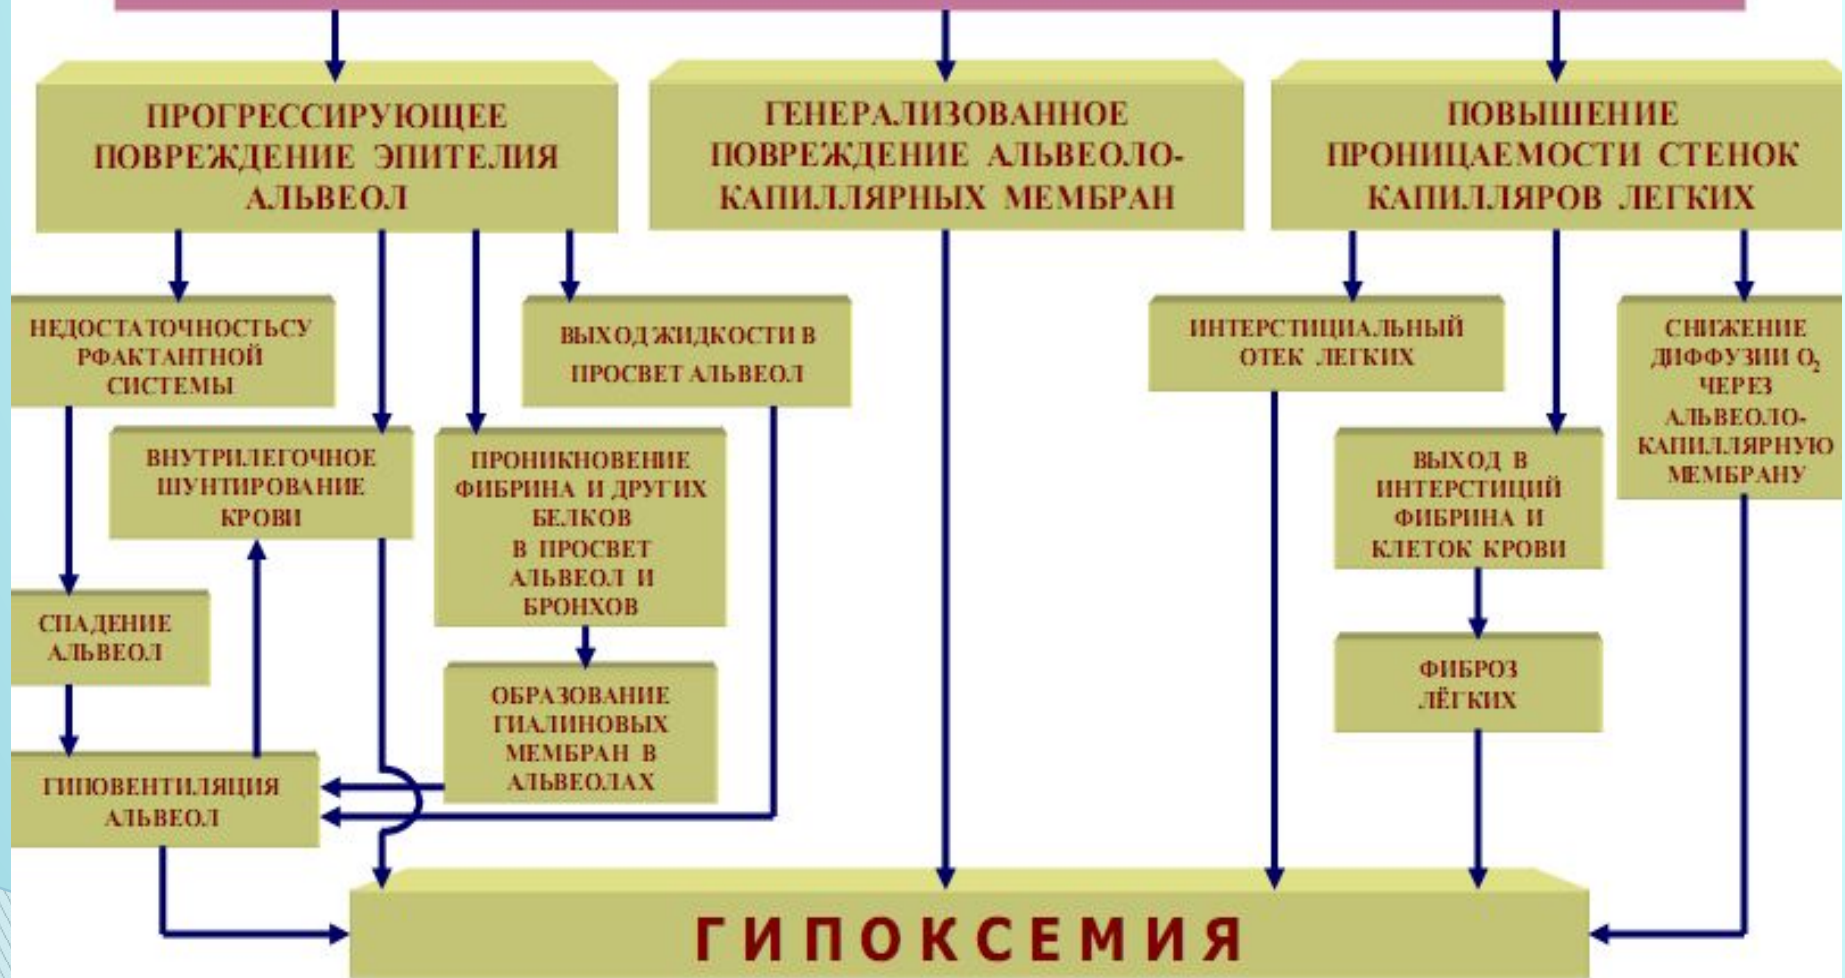 ПРОГРЕССИРУЮЩЕЕ
ПОВРЕЖДЕНИЕ ЭПИТЕЛИЯ
АЛЬВЕОЛ
ГЕНЕРАЛИЗОВАННОЕ
ПОВРЕЖДЕНИЕ АЛЬВЕОЛО-
КАПИЛЛЯРНЫХ МЕМБРАН
ПОВЫШЕНИЕ
ПРОНИЦАЕМОСТИ СТЕНОК
КАПИЛЛЯРОВ ЛЕГКИХ
НЕДОСТАТОЧНОСТЬСУ
РФАКТАНТНОЙ
СИСТЕМЫ
ВЫХОД ЖИДКОСТИ В
ПРОСВЕТ АЛЬВЕОЛ
ИНТЕРСТИЦИАЛЬНЫЙ
ОТЕК ЛЕГКИХ
СНИЖЕНИЕ
ДИФФУЗИИ О₂
ЧЕРЕЗ
АЛЬВЕОЛО-
КАПИЛЛЯРНУЮ
МЕМБРАНУ
ВНУТРИЛЕГОЧНОЕ
ШУНТИРОВАНИЕ
КРОВИ
ПРОНИКНОВЕНИЕ
ФИБРИНА И ДРУГИХ
БЕЛКОВ
В ПРОСВЕТ
АЛЬВЕОЛ И
БРОНХОВ
ВЫХОД В
ИНТЕРСТИЦИЙ
ФИБРИНА И
КЛЕТОК КРОВИ
СПАДЕНИЕ
АЛЬВЕОЛ
ОБРАЗОВАНИЕ
ГИАЛИНОВЫХ
МЕМБРАН В
АЛЬВЕОЛАХ
ФИБРОЗ
ЛЁГКИХ
ГИПОВЕНТИЛЯЦИЯ
АЛЬВЕОЛ
ГИПОКСЕМИЯ